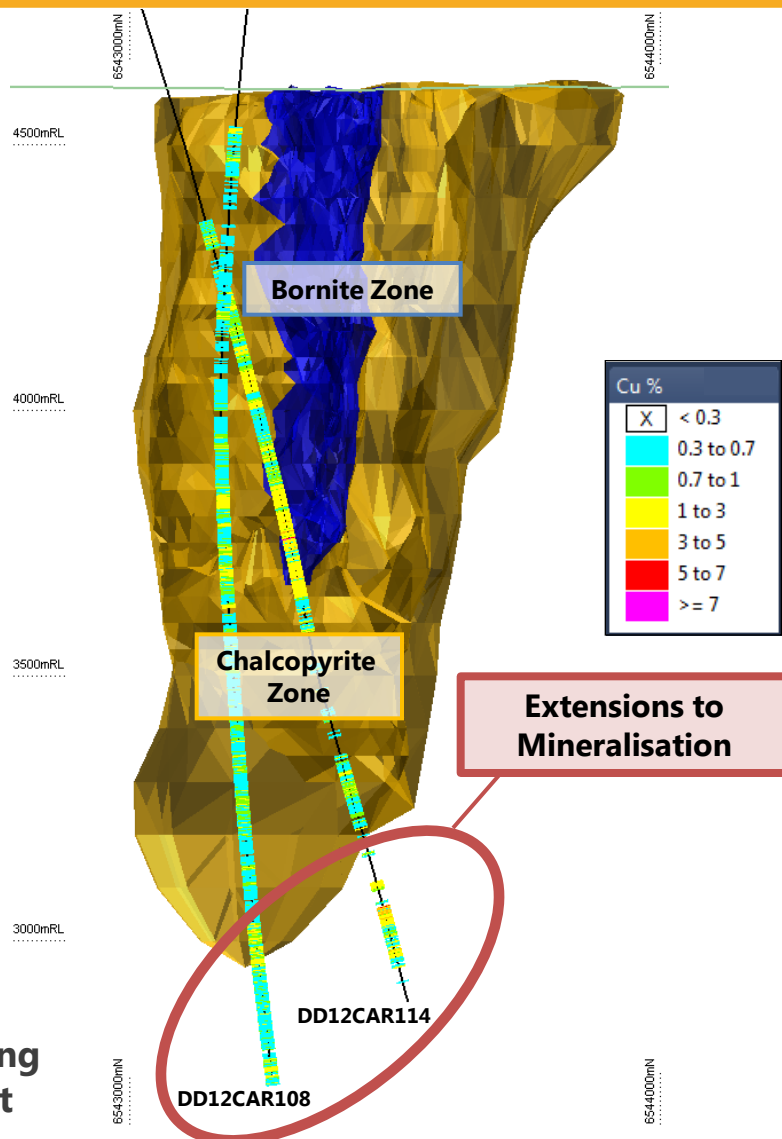 6543000mN
6544000mN
4500mRL
Bornite Zone
4000mRL
Cu %
X < 0.3
0.3 to 0.7
0.7 to 1
1 to 3
3 to 5
5 to 7
>= 7
3500mRL
Chalcopyrite
Zone
Extensions to
Mineralisation
3000mRL
DD12CAR114
DD12CAR108
ng
t
6543000mN
6544000mN